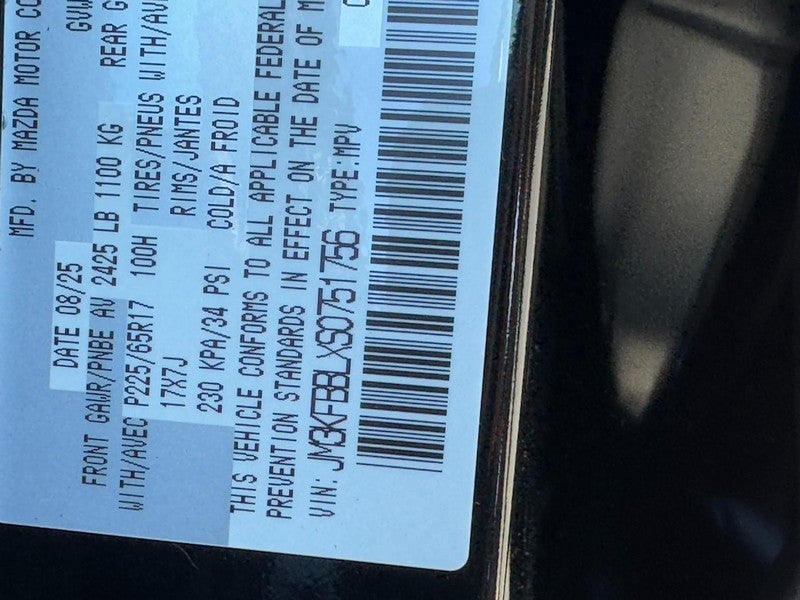 MFD. BY MAZDA MOTOR CO
DATE 08/25
FRONT GAWR/PNBE AV 2425 LB 1100 KG REAR G
WITH/AVEC P225/65R17 100H TIRES/PNEUS WITH/AV
17X7J RIMS/JANTES
230 KPA/34 PSI COLD/A FROID
THIS VEHICLE CONFORMS TO ALL APPLICABLE FEDERAL
PREVENTION STANDARDS IN EFFECT ON THE DATE OF M
VIN: JM3KFBBLXS0751756 TYPE:MPV